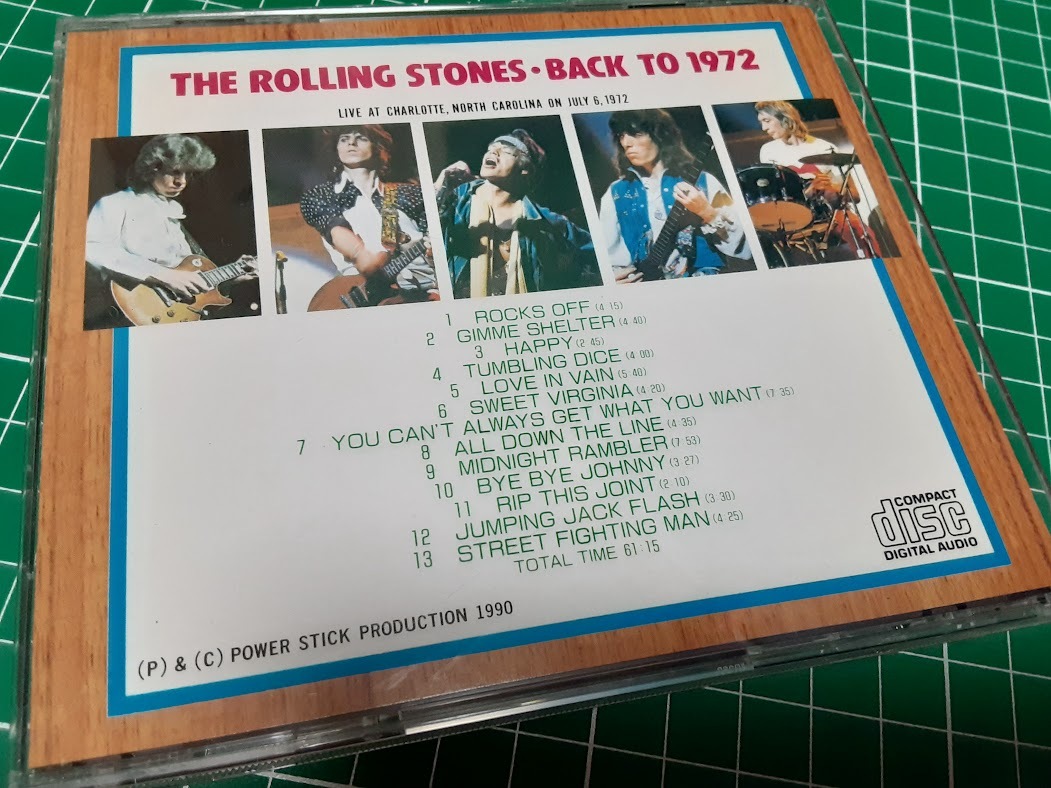 THE ROLLING STONES•BACK TO 1972
LIVE AT CHARLOTTE, NORTH CAROLINA ON JULY 6, 1972
1 ROCKS OFF (4:15)
2 GIMME SHELTER (4:40)
3 HAPPY (2:45)
4 TUMBLING DICE (4:00)
5 LOVE IN VAIN (5:40)
6 SWEET VIRGINIA (4:20)
7 YOU CAN'T ALWAYS GET WHAT YOU WANT (7:35)
8 ALL DOWN THE LINE (4:35)
9 MIDNIGHT RAMBLER (7:53)
10 BYE BYE JOHNNY (3:27)
11 RIP THIS JOINT (2:10)
12 JUMPING JACK FLASH (3:30)
13 STREET FIGHTING MAN (4:25)
TOTAL TIME 61:15
COMPACT
disc
DIGITAL AUDIO
(P) & (C) POWER STICK PRODUCTION 1990